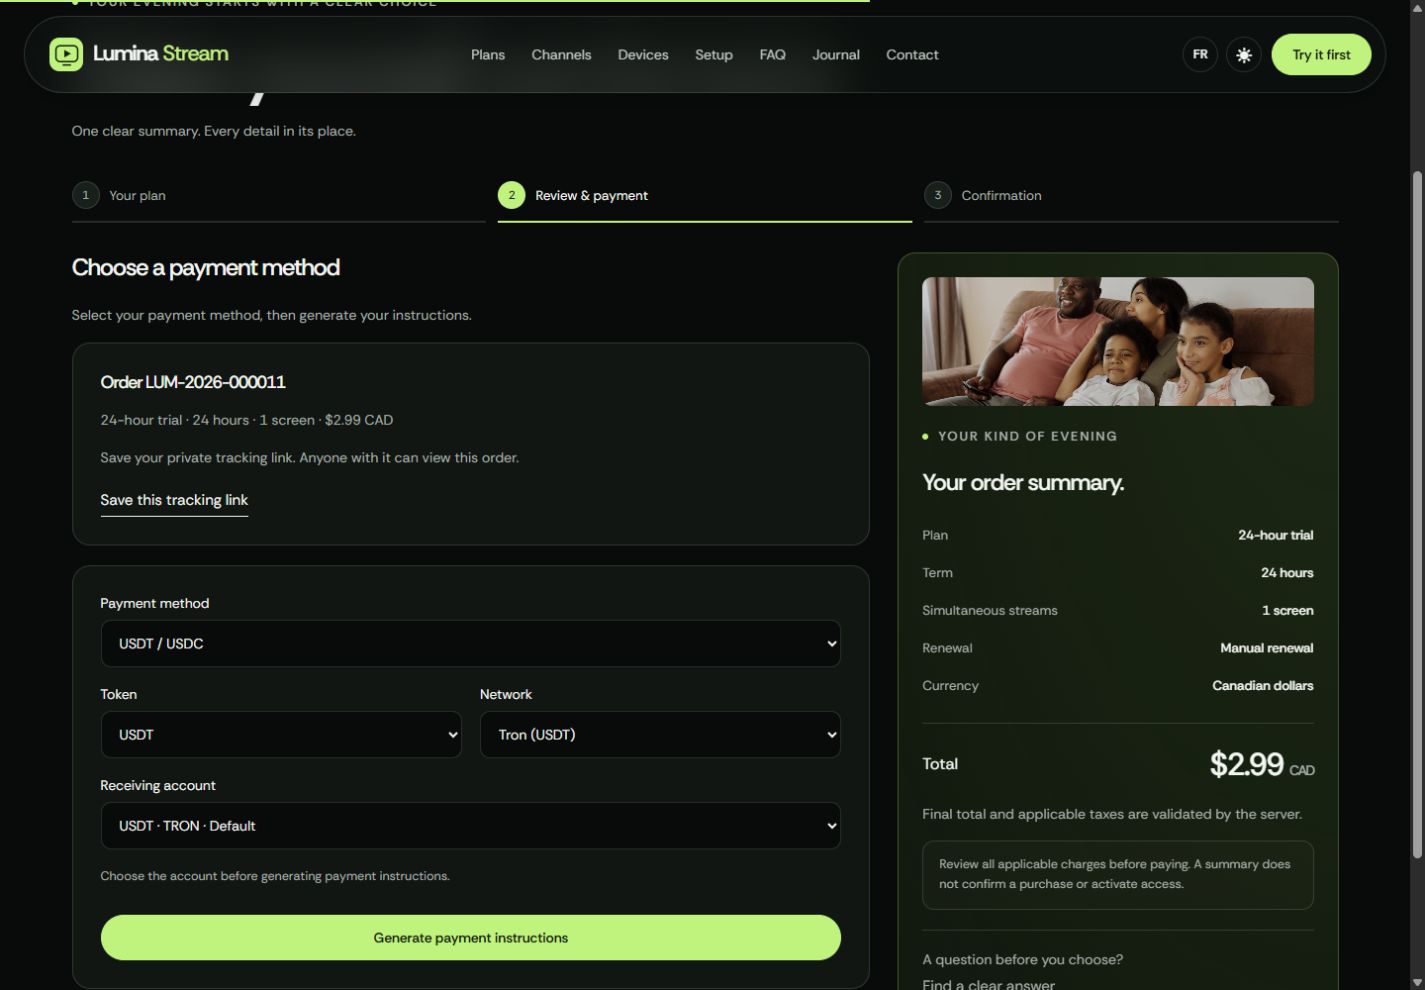 YOUR EVENING STARTS WITH A CLEAR CHOICE
Lumina Stream
Plans
Channels
Devices
Setup
FAQ
Journal
Contact
FR
Try it first
One clear summary. Every detail in its place.
1 Your plan
2 Review & payment
3 Confirmation
Choose a payment method
Select your payment method, then generate your instructions.
Order LUM-2026-000011
24-hour trial · 24 hours · 1 screen · $2.99 CAD
Save your private tracking link. Anyone with it can view this order.
Save this tracking link
Payment method
USDT / USDC
Token
Network
USDT
Tron (USDT)
Receiving account
USDT · TRON · Default
Choose the account before generating payment instructions.
Generate payment instructions
YOUR KIND OF EVENING
Your order summary.
Plan 24-hour trial
Term 24 hours
Simultaneous streams 1 screen
Renewal Manual renewal
Currency Canadian dollars
Total $2.99 CAD
Final total and applicable taxes are validated by the server.
Review all applicable charges before paying. A summary does
not confirm a purchase or activate access.
A question before you choose?
Find a clear answer